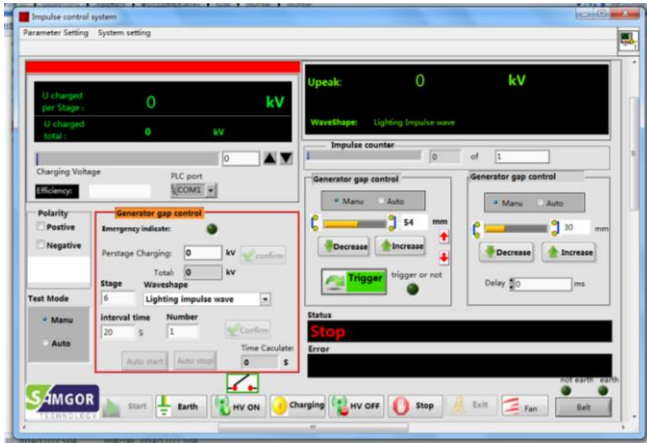 Impulse control system
Parameter Setting System setting
U charged
per Stage :
0
kV
U charged
total :
0
kV
Upeak:
0
kV
WaveShape:
Lighting Impulse wave
0
Charging Voltage
PLC port
COM1
Efficiency:
Impulse counter
0
of
1
Polarity
Postive
Negative
Generator gap control
Emergency indicate:
Perstage Charging:
0
kV
confirm
Total:
0
kV
Stage
Waveshape
6
Lighting impulse wave
interval time
Number
20
S
1
Confirm
Time Caculate:
Auto start
Auto stop
0
S
Test Mode
Manu
Auto
Generator gap control
Manu
Auto
54
mm
Decrease
Increase
Trigger
trigger or not
Generator gap control
Manu
Auto
30
mm
Decrease
Increase
Delay
0
ms
Status
Stop
Error
not earth
earth
SAMGOR
TECHNOLOGY
Start
Earth
HV ON
Charging
HV OFF
Stop
Exit
Fan
Belt